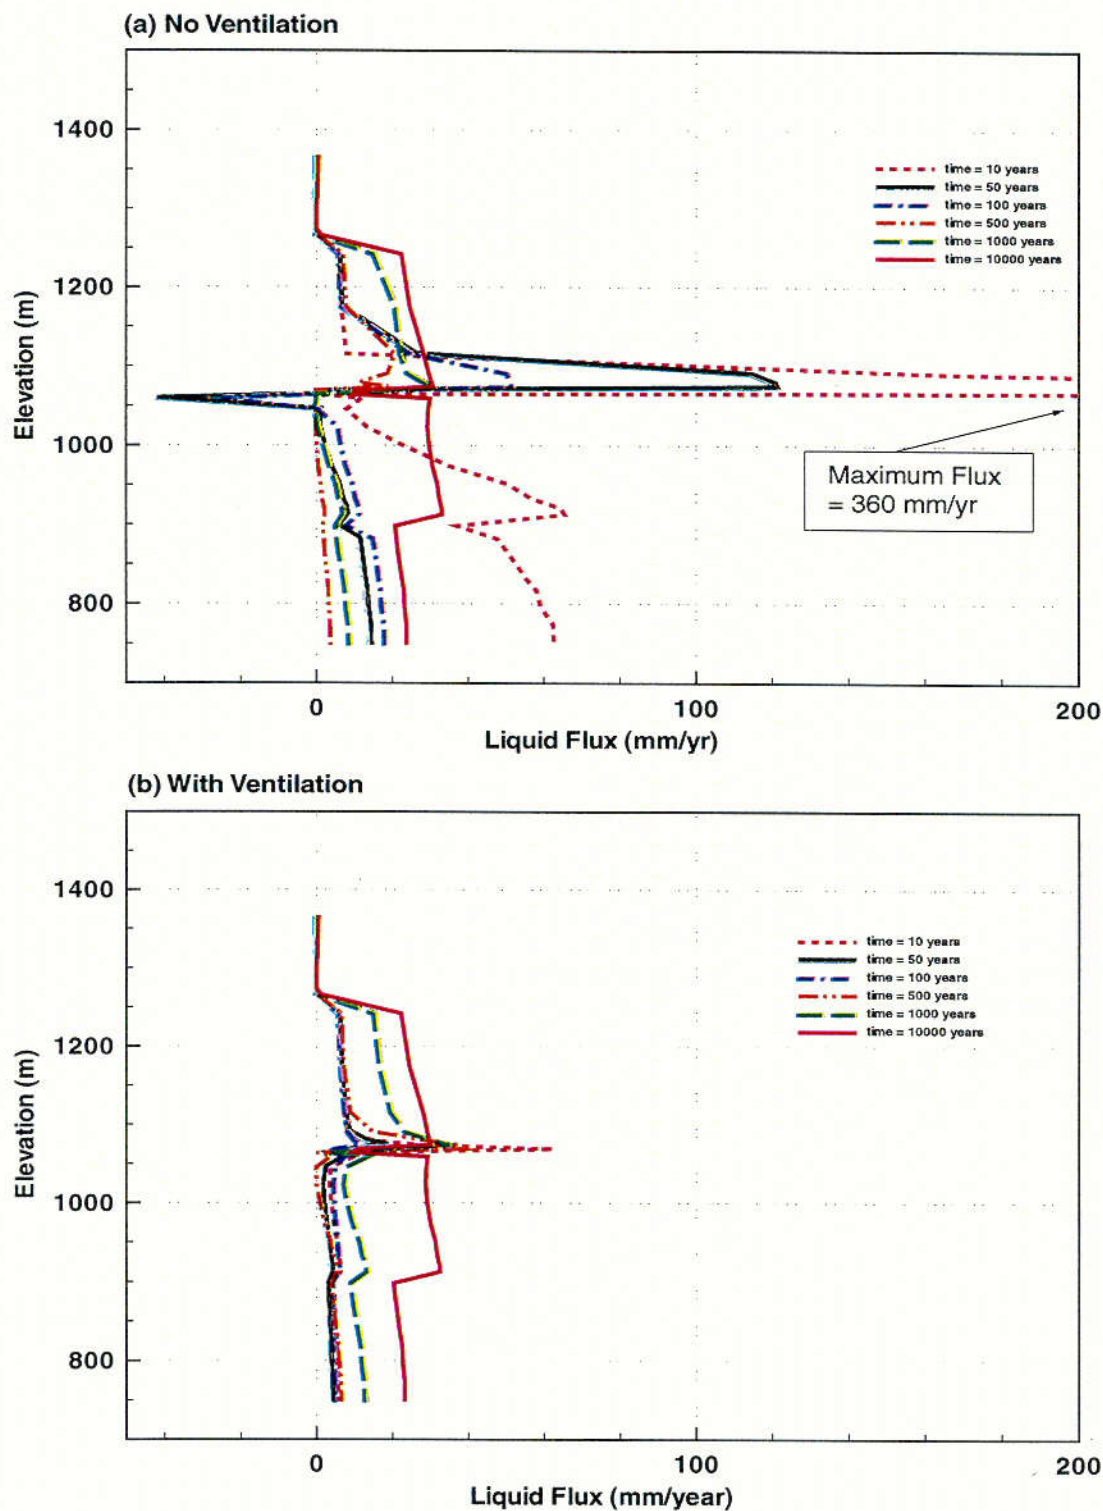 (a) No Ventilation
1400
1200
1000
800
Elevation (m)
time = 10 years
time = 50 years
time = 100 years
time = 500 years
time = 1000 years
time = 10000 years
Maximum Flux
= 360 mm/yr
0
100
200
Liquid Flux (mm/yr)
(b) With Ventilation
1400
1200
1000
800
Elevation (m)
time = 10 years
time = 50 years
time = 100 years
time = 500 years
time = 1000 years
time = 10000 years
0
100
200
Liquid Flux (mm/year)